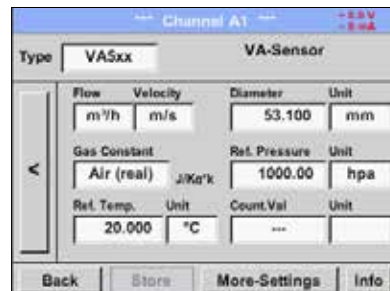 *** Channel A1 ***
Type VA5xx VA-Sensor
Flow Velocity Diameter Unit
m³/h m/s 53.100 mm
Gas Constant Ref. Pressure Unit
< Air (real) J/Kg*k 1000.00 hpa
Ref. Temp. Unit Count.Val Unit
20.000 °C ---
Back Store More-Settings Info